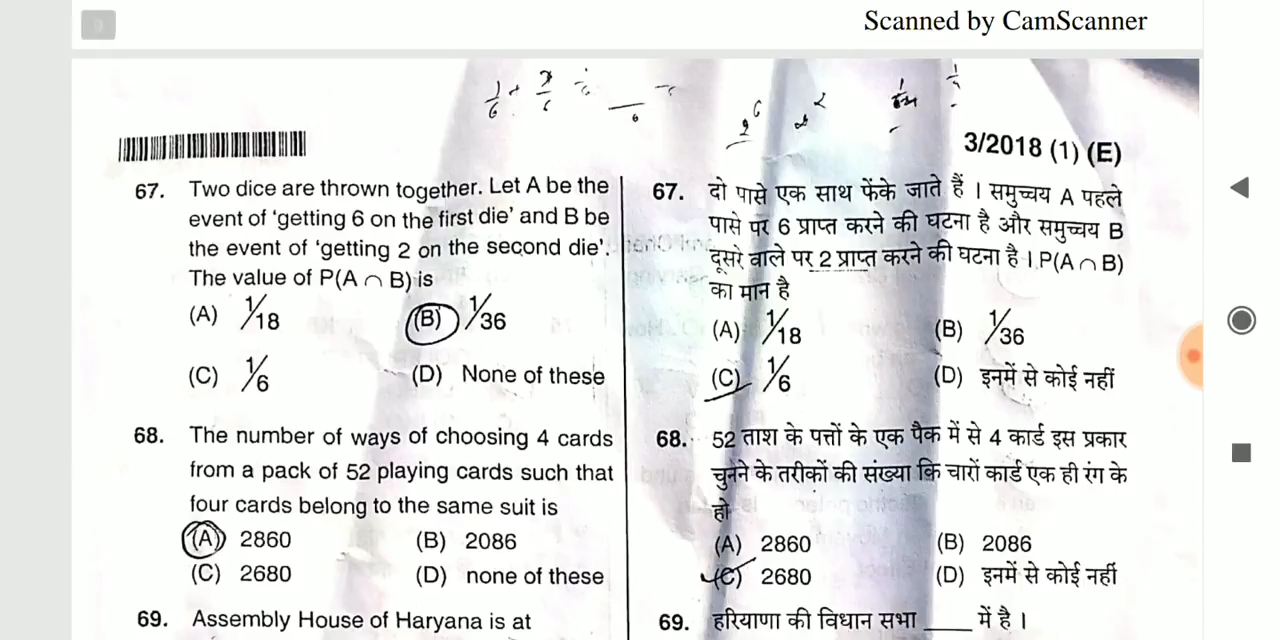 Scanned by CamScanner
3/2018 (1) (E)
67. Two dice are thrown together. Let A be the
event of ‘getting 6 on the first die’ and B be
the event of ‘getting 2 on the second die’.
The value of P(A ∩ B) is
(A) 1/18 (B) 1/36
(C) 1/6 (D) None of these
68. The number of ways of choosing 4 cards
from a pack of 52 playing cards such that
four cards belong to the same suit is
(A) 2860 (B) 2086
(C) 2680 (D) none of these
69. Assembly House of Haryana is at
67. दो पासे एक साथ फेंके जाते हैं । समुच्चय A पहले
पासे पर 6 प्राप्त करने की घटना है और समुच्चय B
दूसरे वाले पर 2 प्राप्त करने की घटना है । P(A ∩ B)
का मान है
(A) 1/18 (B) 1/36
(C) 1/6 (D) इनमें से कोई नहीं
68. 52 ताश के पत्तों के एक पैक में से 4 कार्ड इस प्रकार
चुनने के तरीकों की संख्या कि चारों कार्ड एक ही रंग के
हो
(A) 2860 (B) 2086
(C) 2680 (D) इनमें से कोई नहीं
69. हरियाणा की विधान सभा ____ में है ।